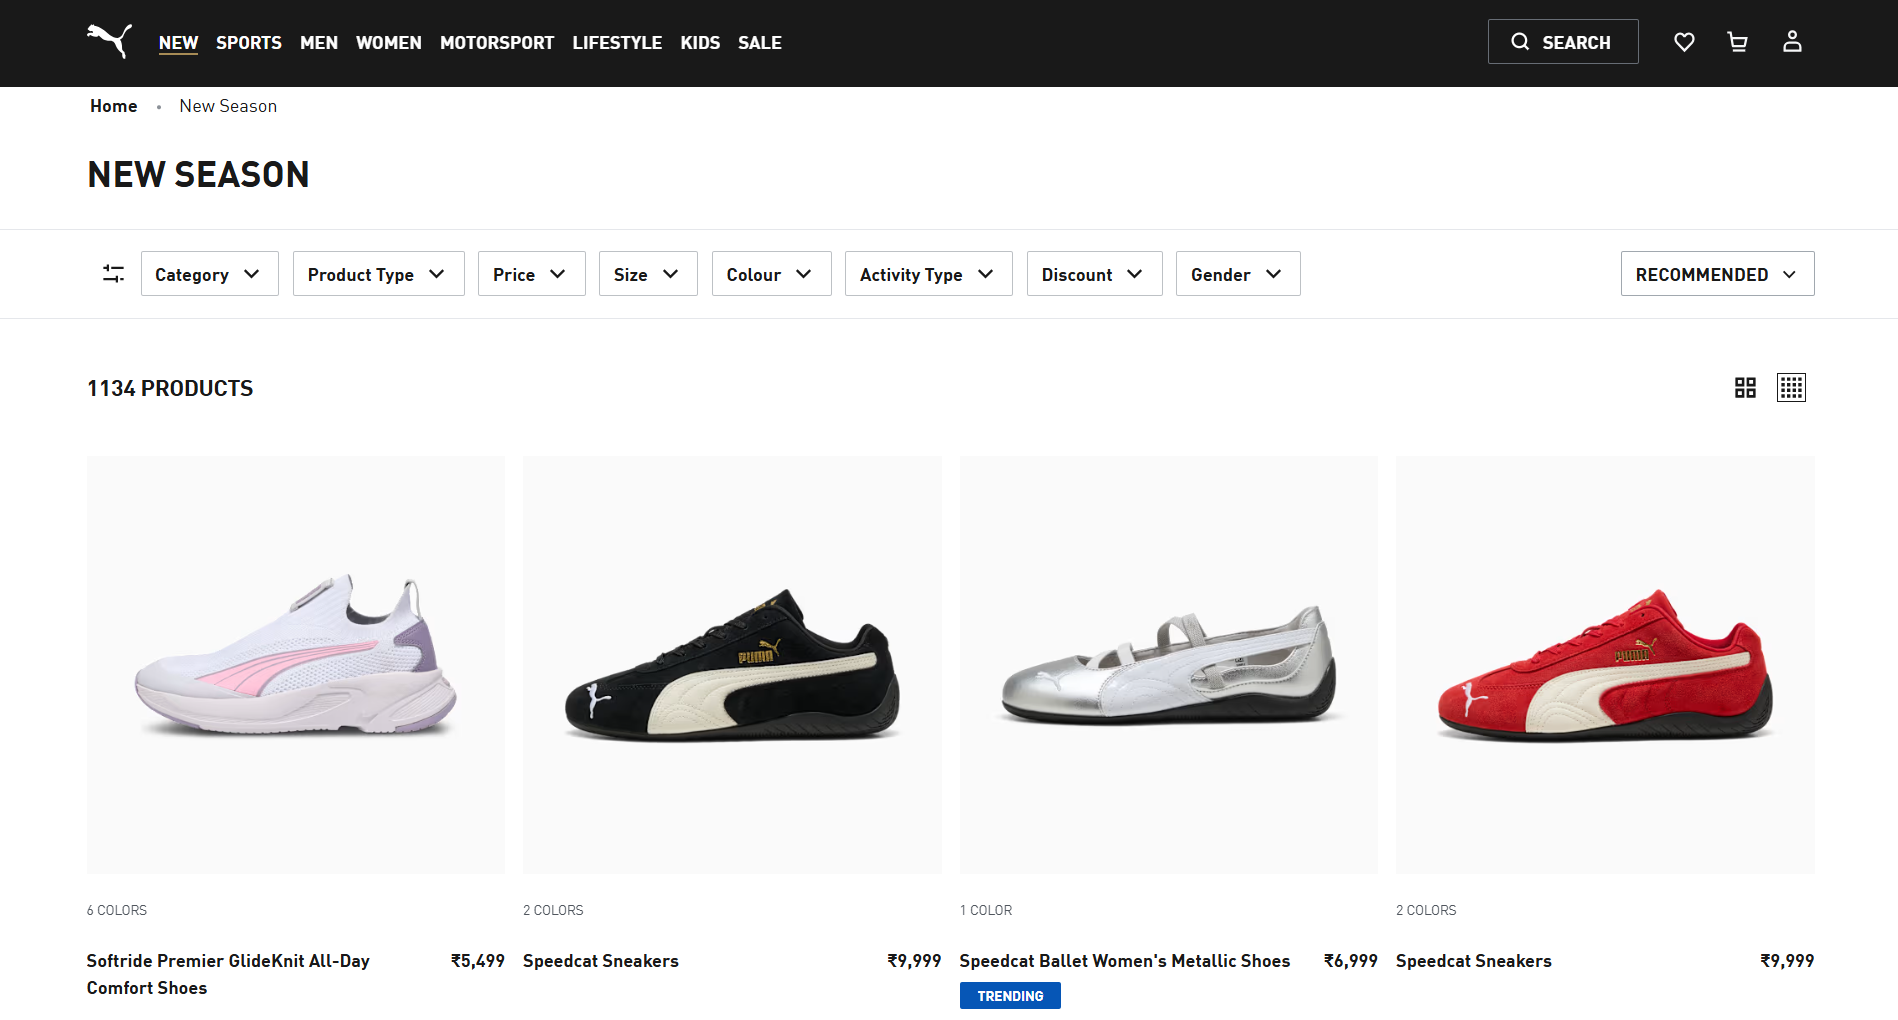 NEW SPORTS MEN WOMEN MOTORSPORT LIFESTYLE KIDS SALE SEARCH
Home • New Season
NEW SEASON
Category Product Type Price Size Colour Activity Type Discount Gender RECOMMENDED
1134 PRODUCTS
PUMA
PUMA
6 COLORS
Softride Premier GlideKnit All-Day Comfort Shoes ₹5,499
2 COLORS
Speedcat Sneakers ₹9,999
1 COLOR
Speedcat Ballet Women's Metallic Shoes ₹6,999
TRENDING
2 COLORS
Speedcat Sneakers ₹9,999